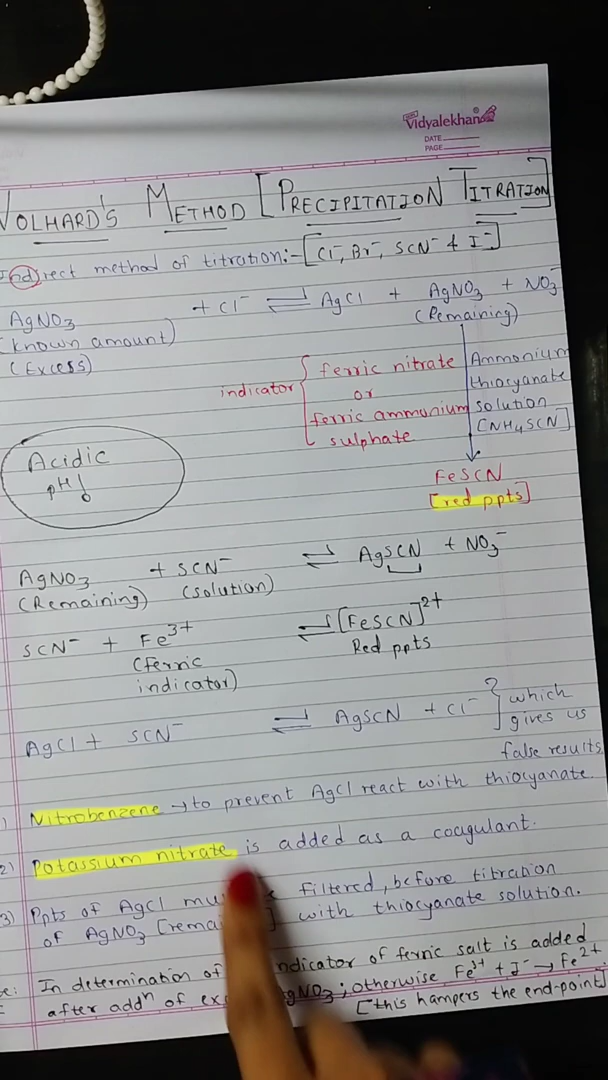 Vidyalekhan
DATE
PAGE
VOLHARD'S METHOD [PRECIPITATION TITRATION]
Indirect method of titration:- [Cl⁻, Br⁻, SCN⁻ & I⁻]
AgNO₃ + Cl⁻ ⇌ AgCl + AgNO₃ + NO₃⁻
(known amount) (Remaining)
(Excess)
indicator { ferric nitrate
or
ferric ammonium
sulphate
Ammonium
thiocyanate
solution
[NH₄SCN]
Acidic
pH!
FeSCN
[red ppts]
AgNO₃ + SCN⁻ ⇌ AgSCN + NO₃⁻
(Remaining) (solution)
SCN⁻ + Fe³⁺ ⇌ [FeSCN]²⁺
(Ferric Red ppts
indicator)
AgCl + SCN⁻ ⇌ AgSCN + Cl⁻ } which
gives us
false results
) Nitrobenzene → to prevent AgCl react with thiocyanate
2) Potassium nitrate is added as a coagulant.
3) Ppts of AgCl filtered, before titration
of AgNO₃ with thiocyanate solution.
In determination of indicator of ferric salt is added
after addⁿ of AgNO₃; otherwise Fe³⁺ + I⁻ → Fe²⁺
[this hampers the end-point]